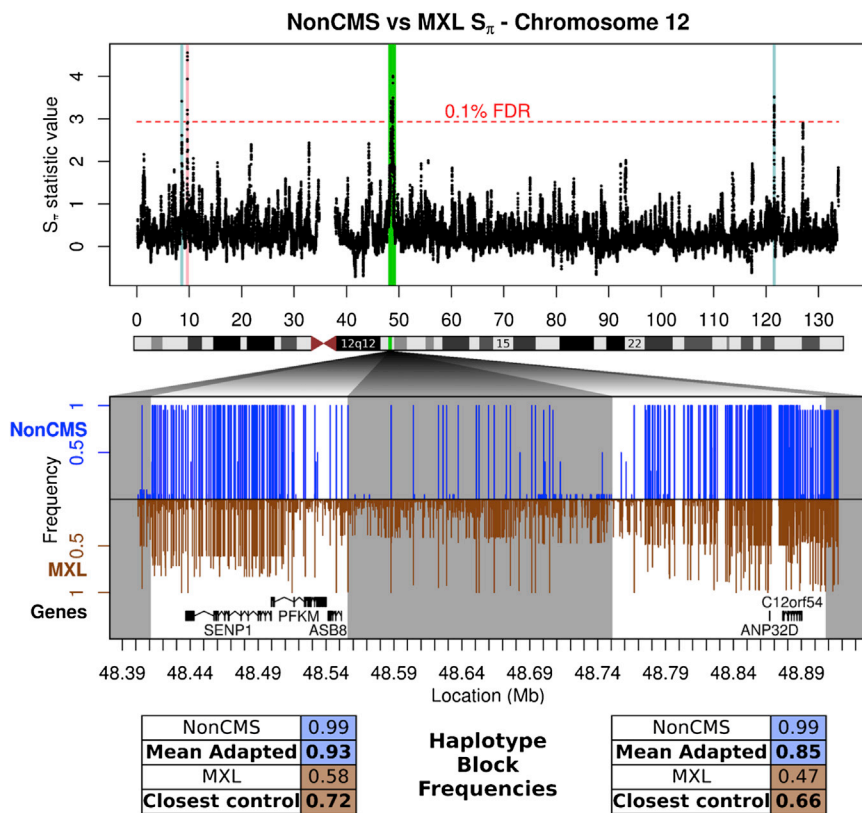 NonCMS vs MXL Sπ - Chromosome 12
Sπ statistic value
4
3
2
1
0
0.1% FDR
0 10 20 30 40 50 60 70 80 90 100 110 120 130
12q12 15 22
NonCMS
MXL
Frequency
1
0.5
0.5
1
Genes
SENP1
PFKM
ASB8
C12orf54
ANP32D
48.39 48.44 48.49 48.54 48.59 48.64 48.69 48.74 48.79 48.84 48.89
Location (Mb)
NonCMS 0.99
Mean Adapted 0.93
MXL 0.58
Closest control 0.72
Haplotype
Block
Frequencies
NonCMS 0.99
Mean Adapted 0.85
MXL 0.47
Closest control 0.66